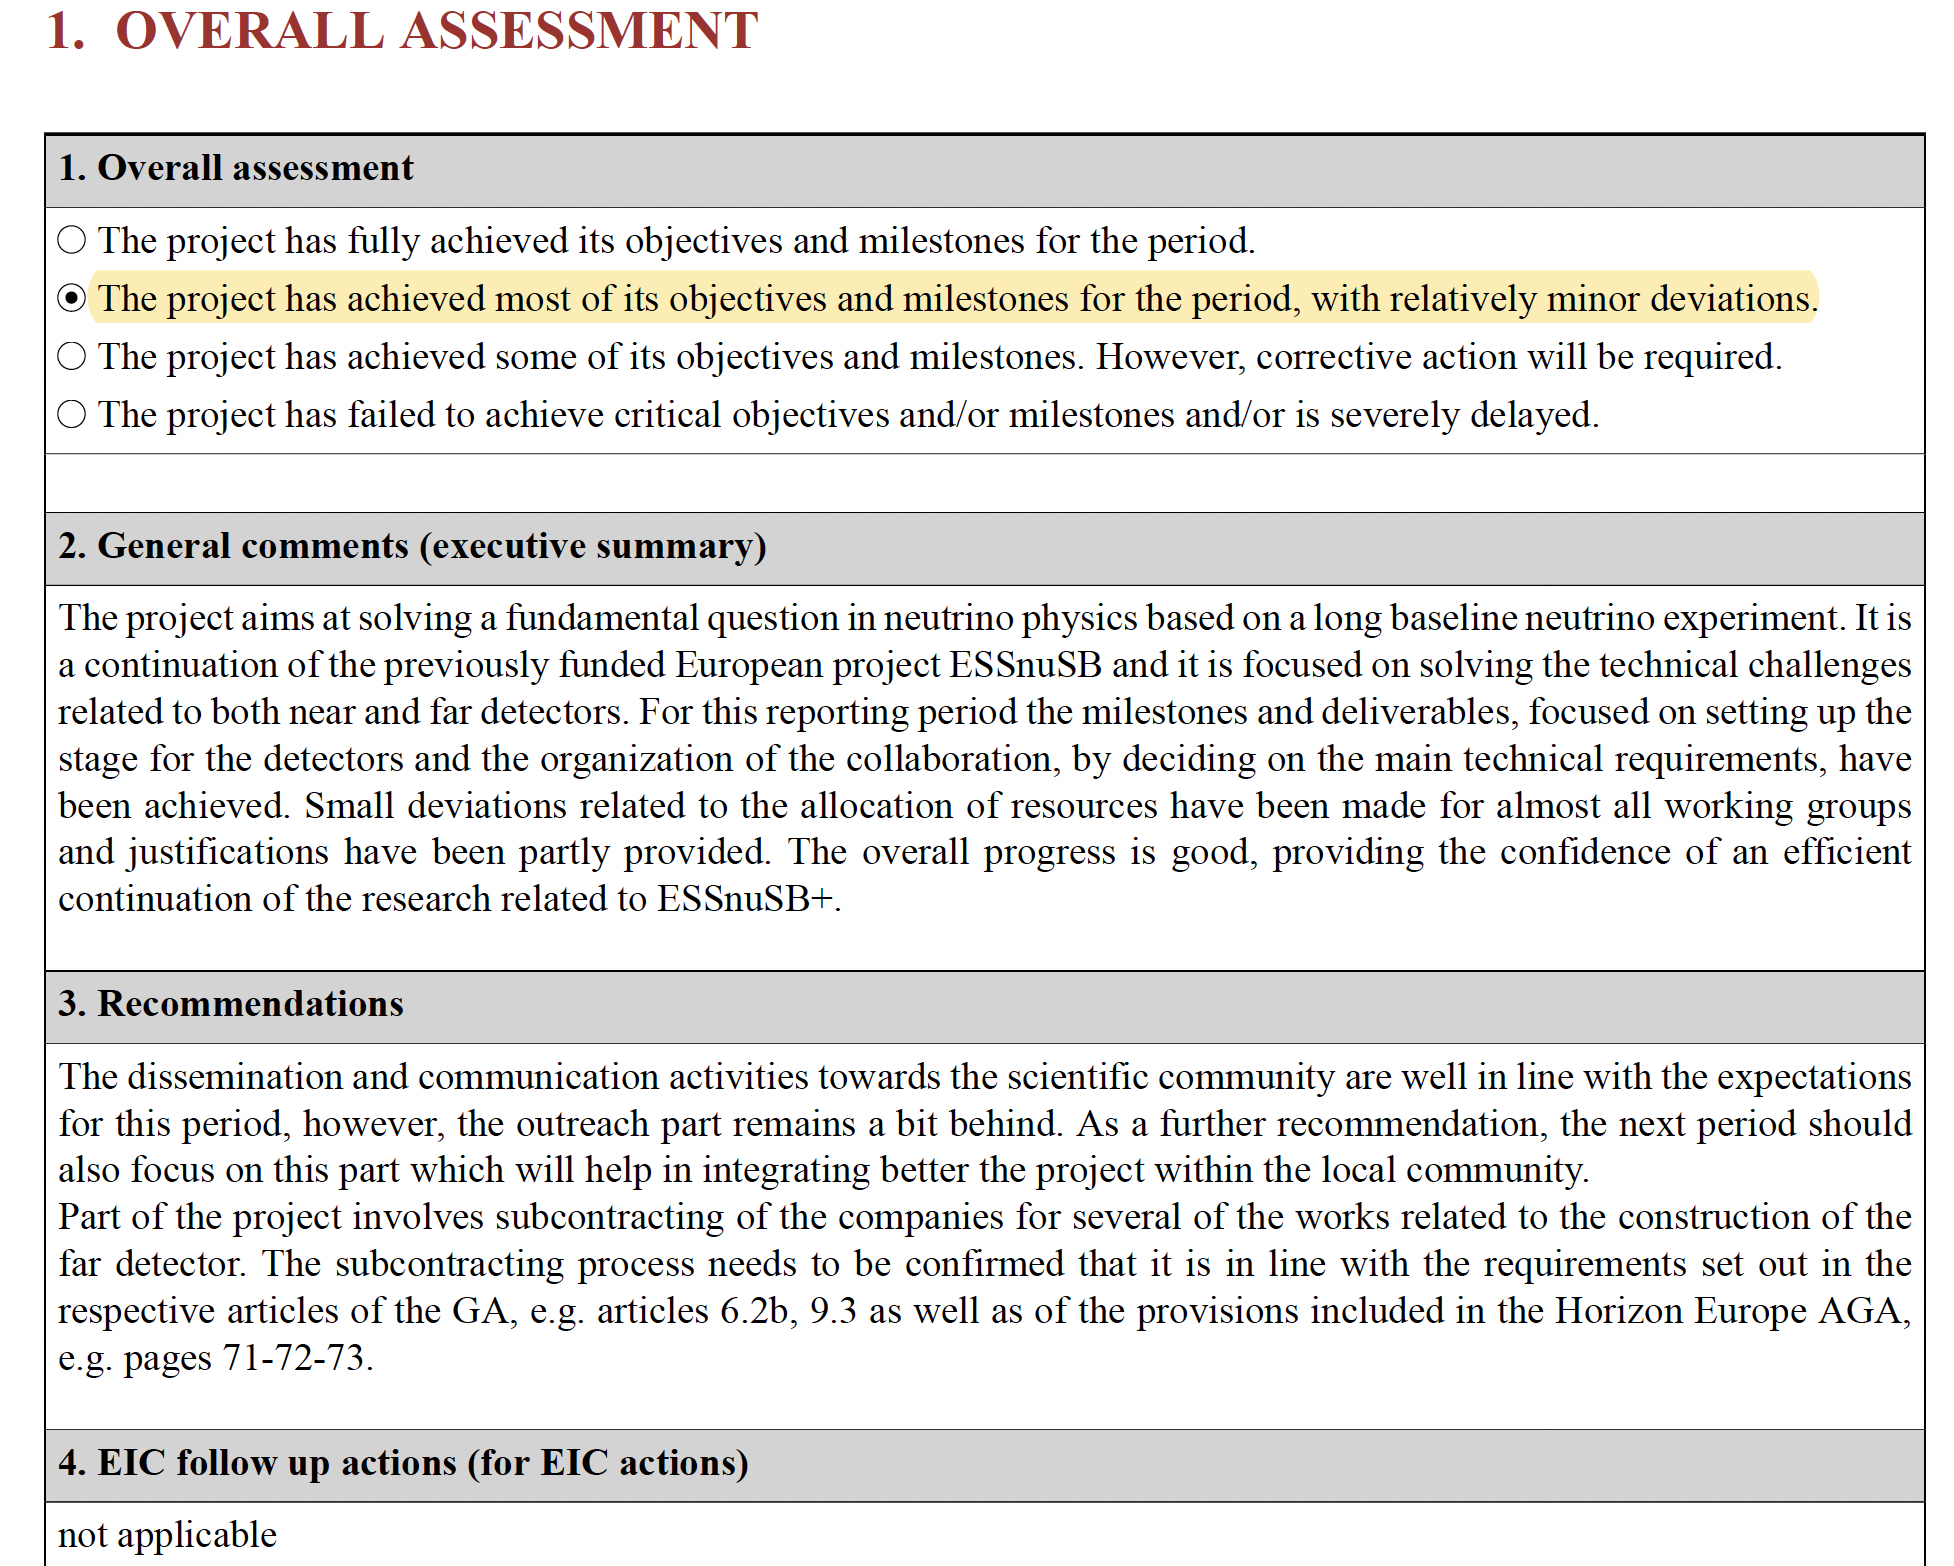 1. OVERALL ASSESSMENT
1. Overall assessment
The project has fully achieved its objectives and milestones for the period.
The project has achieved most of its objectives and milestones for the period, with relatively minor deviations.
The project has achieved some of its objectives and milestones. However, corrective action will be required.
The project has failed to achieve critical objectives and/or milestones and/or is severely delayed.
2. General comments (executive summary)
The project aims at solving a fundamental question in neutrino physics based on a long baseline neutrino experiment. It is
a continuation of the previously funded European project ESSnuSB and it is focused on solving the technical challenges
related to both near and far detectors. For this reporting period the milestones and deliverables, focused on setting up the
stage for the detectors and the organization of the collaboration, by deciding on the main technical requirements, have
been achieved. Small deviations related to the allocation of resources have been made for almost all working groups
and justifications have been partly provided. The overall progress is good, providing the confidence of an efficient
continuation of the research related to ESSnuSB+.
3. Recommendations
The dissemination and communication activities towards the scientific community are well in line with the expectations
for this period, however, the outreach part remains a bit behind. As a further recommendation, the next period should
also focus on this part which will help in integrating better the project within the local community.
Part of the project involves subcontracting of the companies for several of the works related to the construction of the
far detector. The subcontracting process needs to be confirmed that it is in line with the requirements set out in the
respective articles of the GA, e.g. articles 6.2b, 9.3 as well as of the provisions included in the Horizon Europe AGA,
e.g. pages 71-72-73.
4. EIC follow up actions (for EIC actions)
not applicable